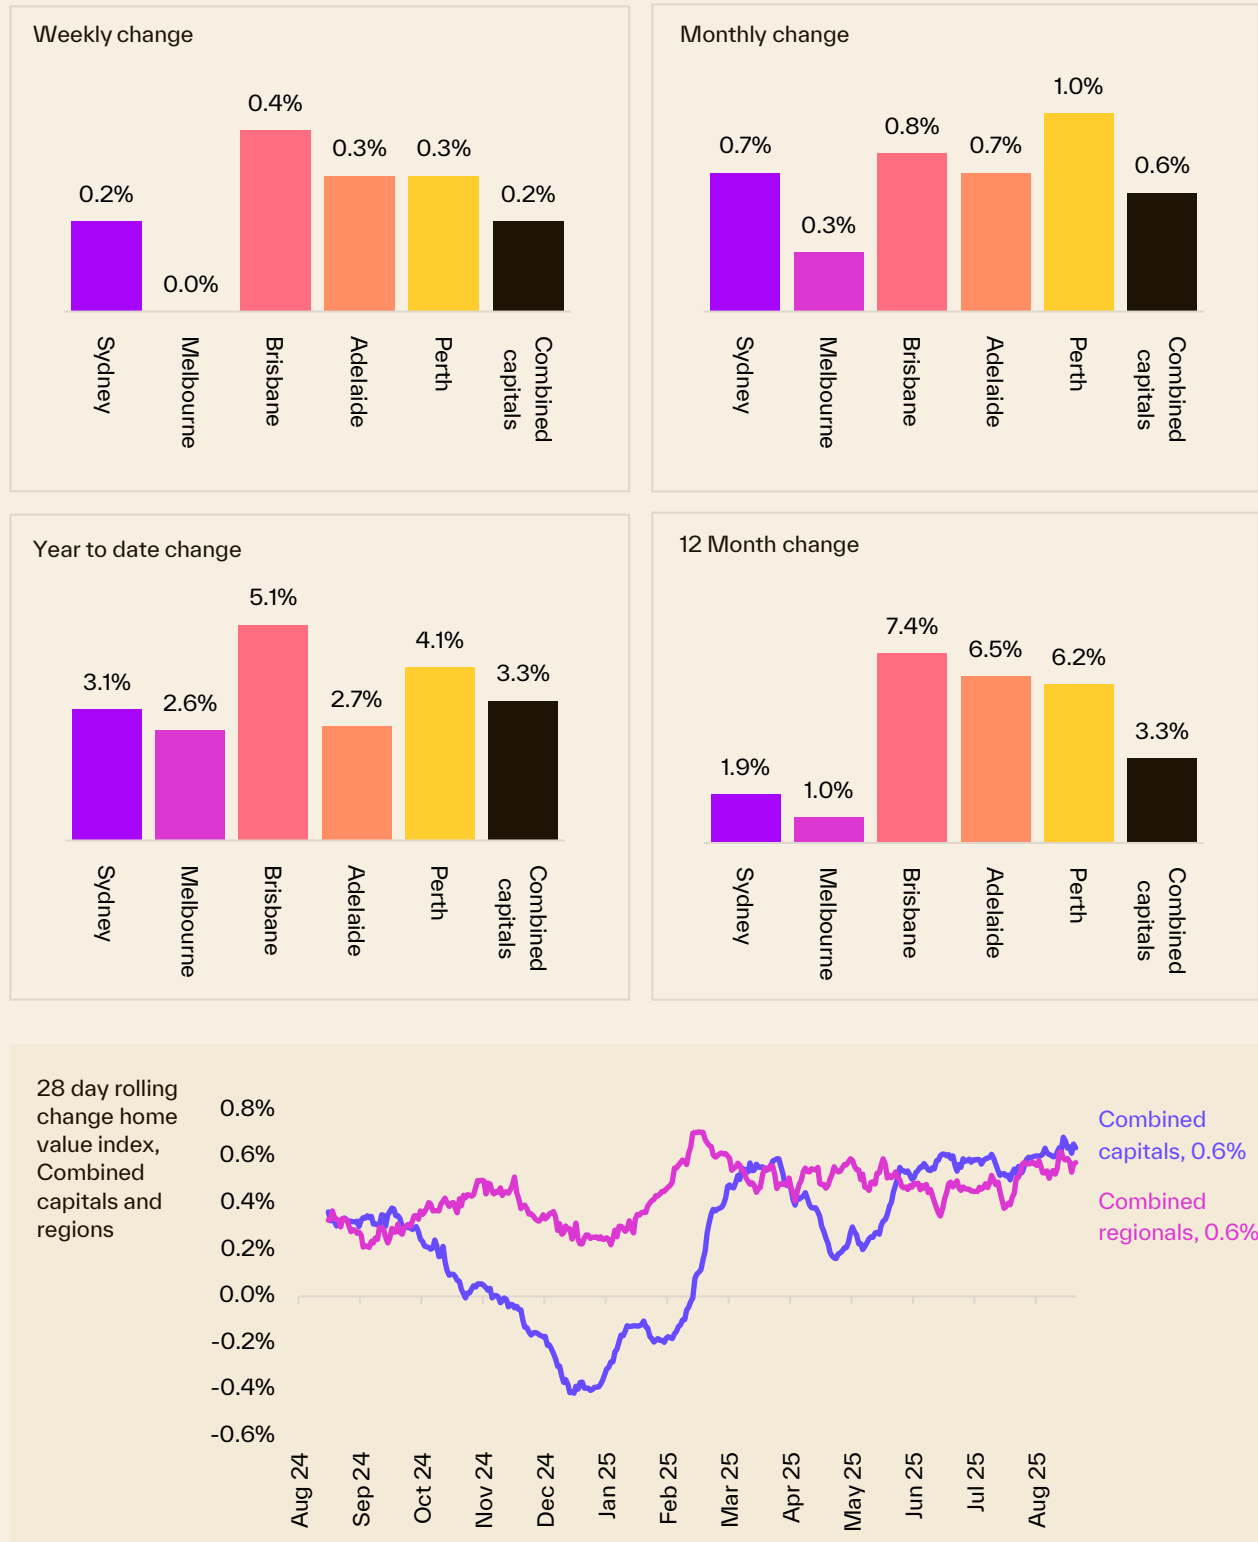 Weekly change
0.2%
0.0%
0.4%
0.3%
0.3%
0.2%
Sydney
Melbourne
Brisbane
Adelaide
Perth
Combined
capitals
Monthly change
0.7%
0.3%
0.8%
0.7%
1.0%
0.6%
Sydney
Melbourne
Brisbane
Adelaide
Perth
Combined
capitals
Year to date change
3.1%
2.6%
5.1%
2.7%
4.1%
3.3%
Sydney
Melbourne
Brisbane
Adelaide
Perth
Combined
capitals
12 Month change
1.9%
1.0%
7.4%
6.5%
6.2%
3.3%
Sydney
Melbourne
Brisbane
Adelaide
Perth
Combined
capitals
28 day rolling
change home
value index,
Combined
capitals and
regions
0.8%
0.6%
0.4%
0.2%
0.0%
-0.2%
-0.4%
-0.6%
Aug 24
Sep 24
Oct 24
Nov 24
Dec 24
Jan 25
Feb 25
Mar 25
Apr 25
May 25
Jun 25
Jul 25
Aug 25
Combined
capitals, 0.6%
Combined
regionals, 0.6%